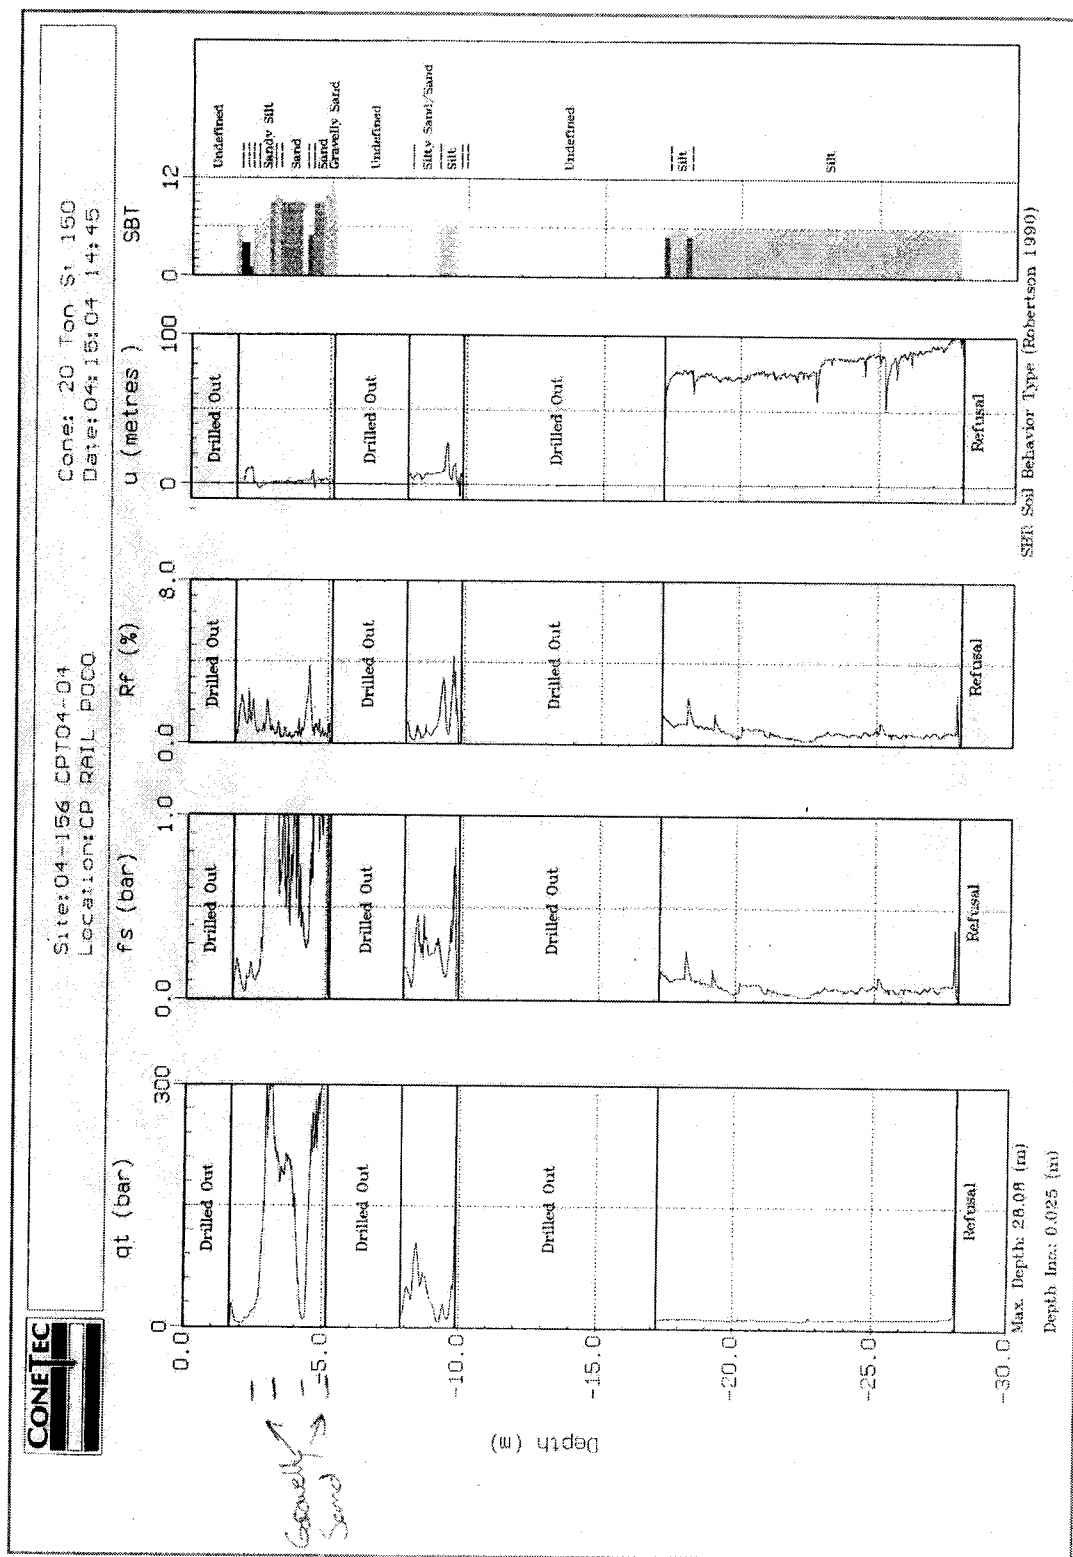 CONETEC
Site:04-156 CPT04-04
Location:CP RAIL POCO
Cone: 20 Ton St 150
Date:04:15:04 14:45
qt (bar)
fs (bar)
Rf (%)
u (metres)
SBT
0
300
0.0
1.0
0.0
8.0
0
100
0
12
0.0
-5.0
-10.0
-15.0
-20.0
-25.0
-30.0
Depth (m)
Drilled Out
Drilled Out
Drilled Out
Refusal
Drilled Out
Drilled Out
Drilled Out
Refusal
Drilled Out
Drilled Out
Drilled Out
Refusal
Drilled Out
Drilled Out
Drilled Out
Refusal
Undefined
Sandy Silt
Sand
Sand
Gravelly Sand
Undefined
Silty Sand/Sand
Silt
Undefined
Silt
Silt
Gravelly
Sand
Max. Depth: 28.08 (m)
Depth Inc.: 0.025 (m)
SBT: Soil Behavior Type (Robertson 1990)